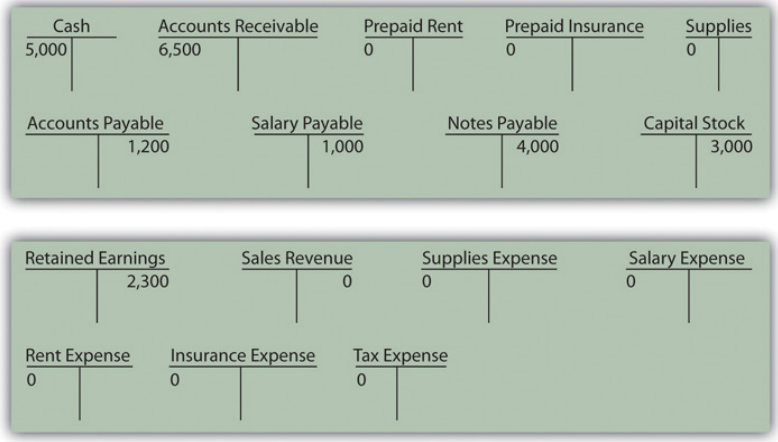 Cash Accounts Receivable Prepaid Rent Prepaid Insurance Supplies
5,000 6,500 0 0 0
Accounts Payable Salary Payable Notes Payable Capital Stock
1,200 1,000 4,000 3,000
Retained Earnings Sales Revenue Supplies Expense Salary Expense
2,300 0 0 0
Rent Expense Insurance Expense Tax Expense
0 0 0